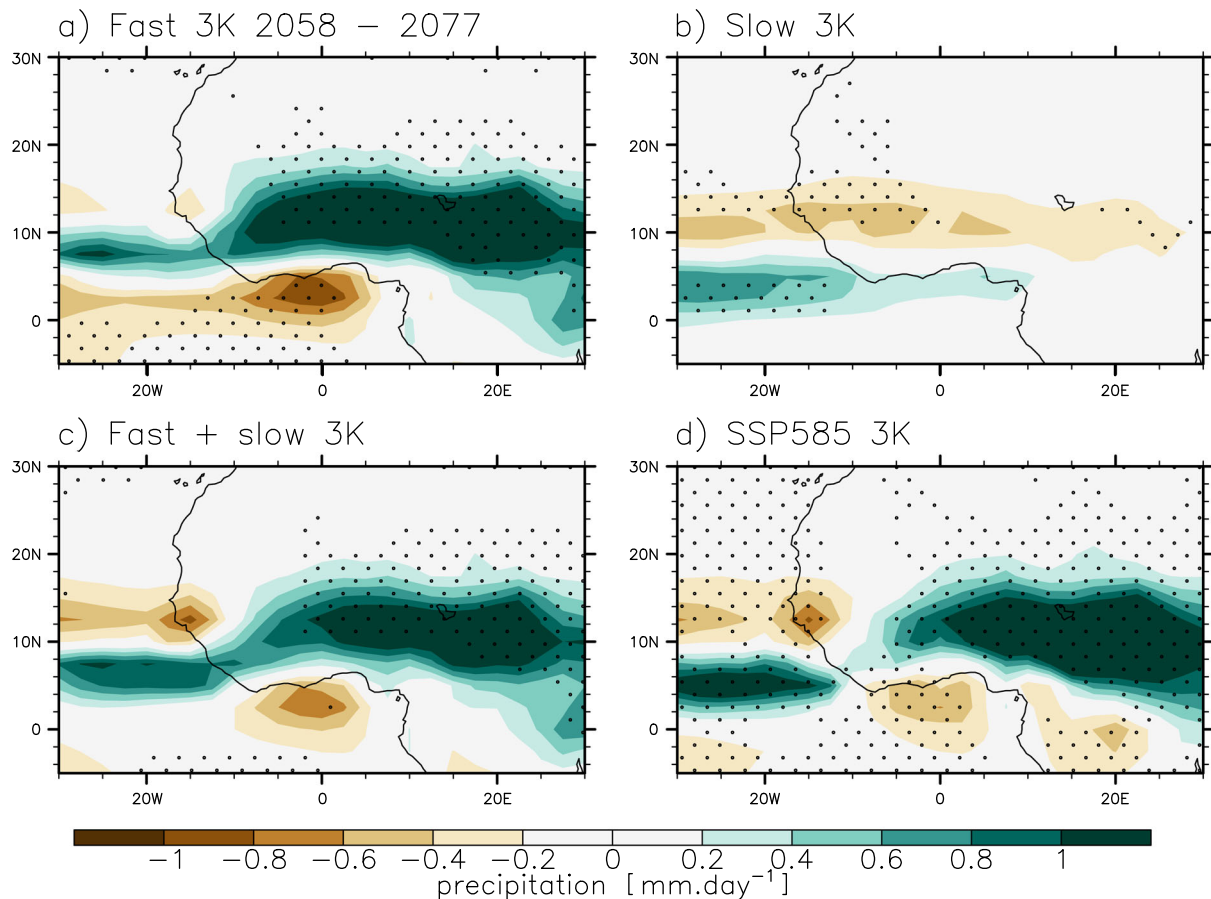 a) Fast 3K 2058 – 2077
b) Slow 3K
30N
20N
10N
0
20W
0
20E
30N
20N
10N
0
20W
0
20E
c) Fast + slow 3K
d) SSP585 3K
30N
20N
10N
0
20W
0
20E
30N
20N
10N
0
20W
0
20E
−1 −0.8 −0.6 −0.4 −0.2 0 0.2 0.4 0.6 0.8 1
precipitation [mm.day⁻¹]